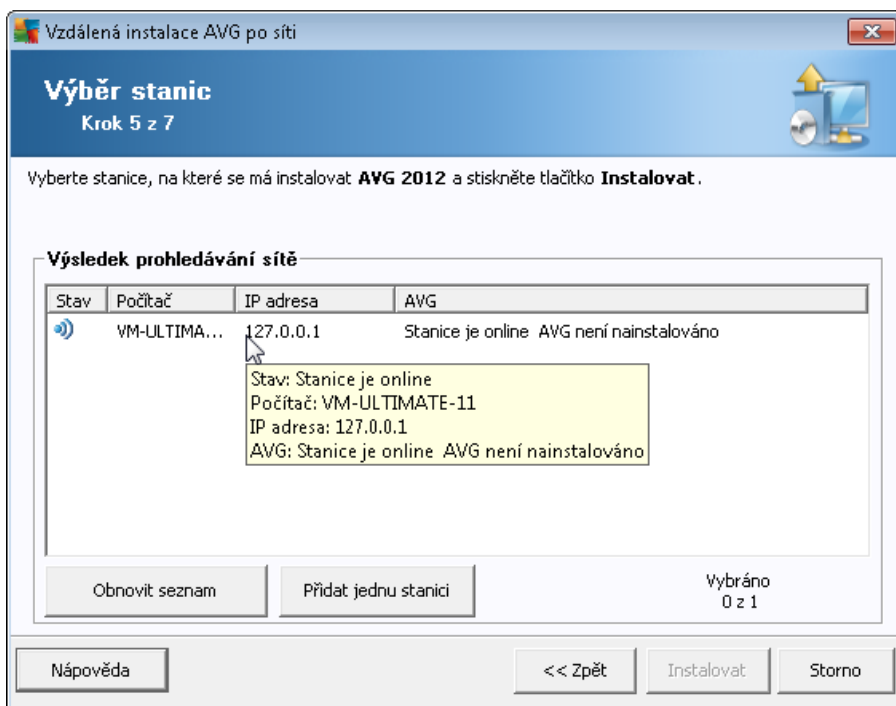 Vzdálená instalace AVG po síti
Výběr stanic
Krok 5 z 7
Vyberte stanice, na které se má instalovat AVG 2012 a stiskněte tlačítko Instalovat.
Výsledek prohledávání sítě
Stav Počítač IP adresa AVG
VM-ULTIMA... 127.0.0.1 Stanice je online AVG není nainstalováno
Stav: Stanice je online
Počítač: VM-ULTIMATE-11
IP adresa: 127.0.0.1
AVG: Stanice je online AVG není nainstalováno
Obnovit seznam Přidat jednu stanici Vybráno
0 z 1
Nápověda << Zpět Instalovat Storno